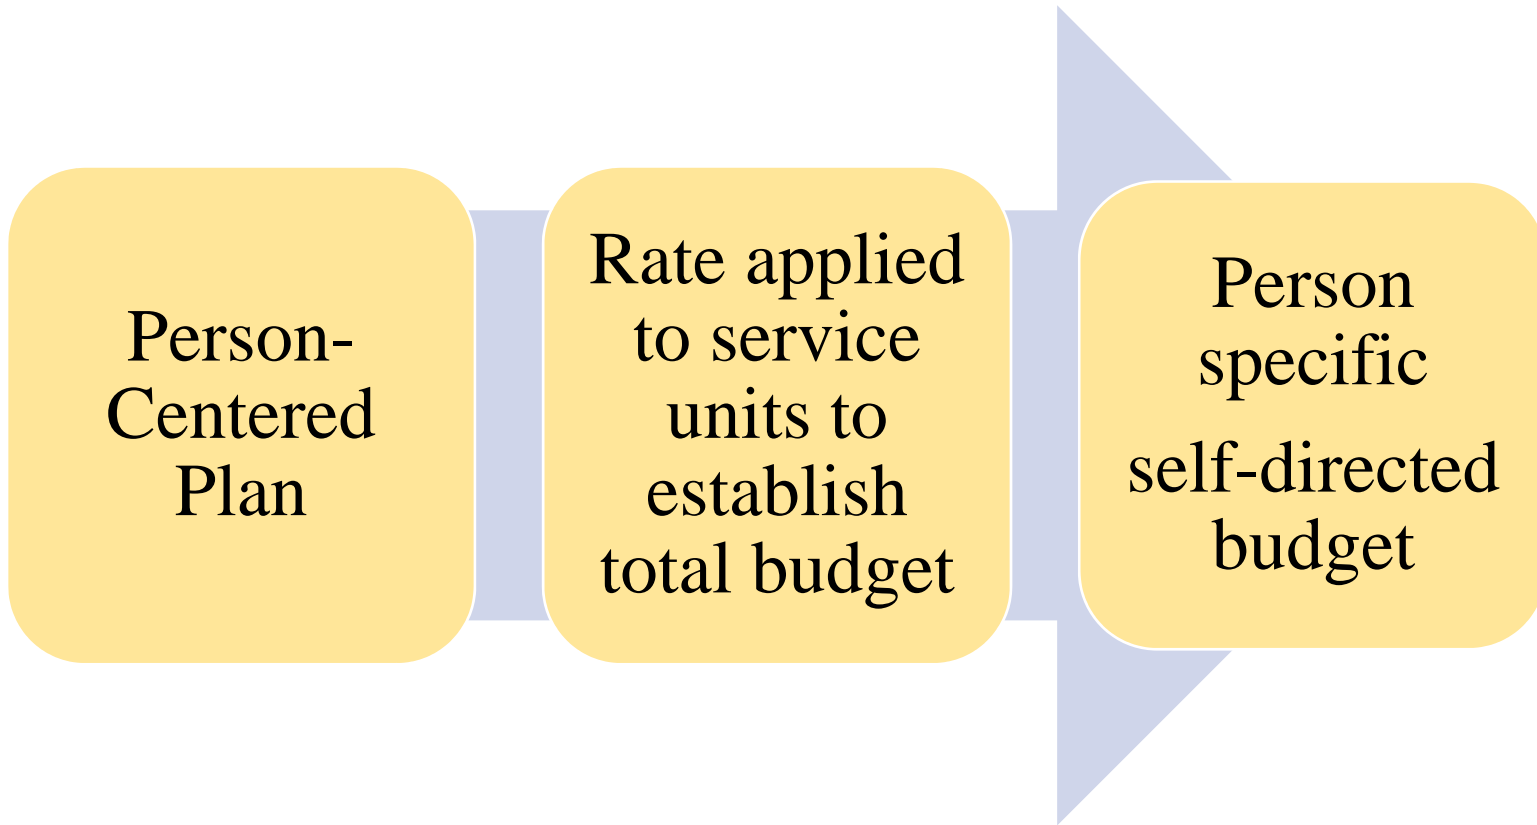 Person-
Centered
Plan
Rate applied
to service
units to
establish
total budget
Person
specific
self-directed
budget